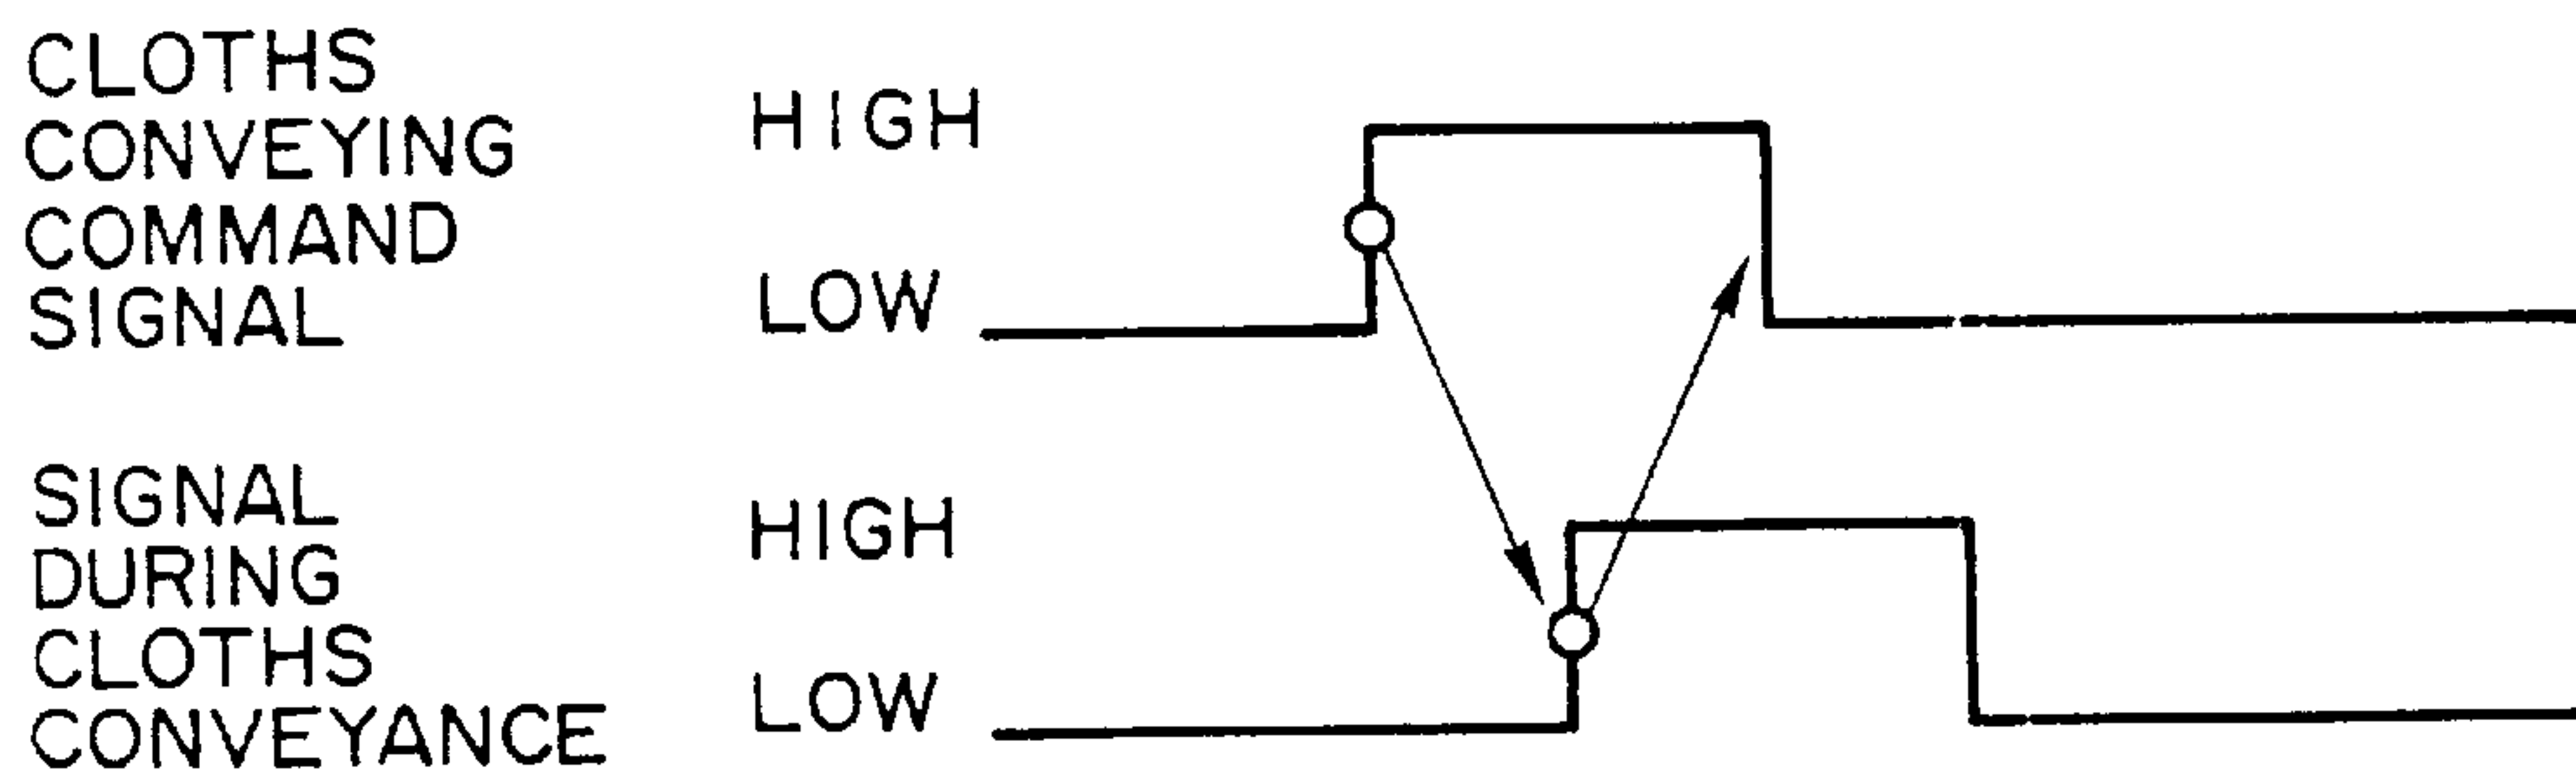 CLOTHS
CONVEYING
COMMAND
SIGNAL
HIGH
LOW
SIGNAL
DURING
CLOTHS
CONVEYANCE
HIGH
LOW